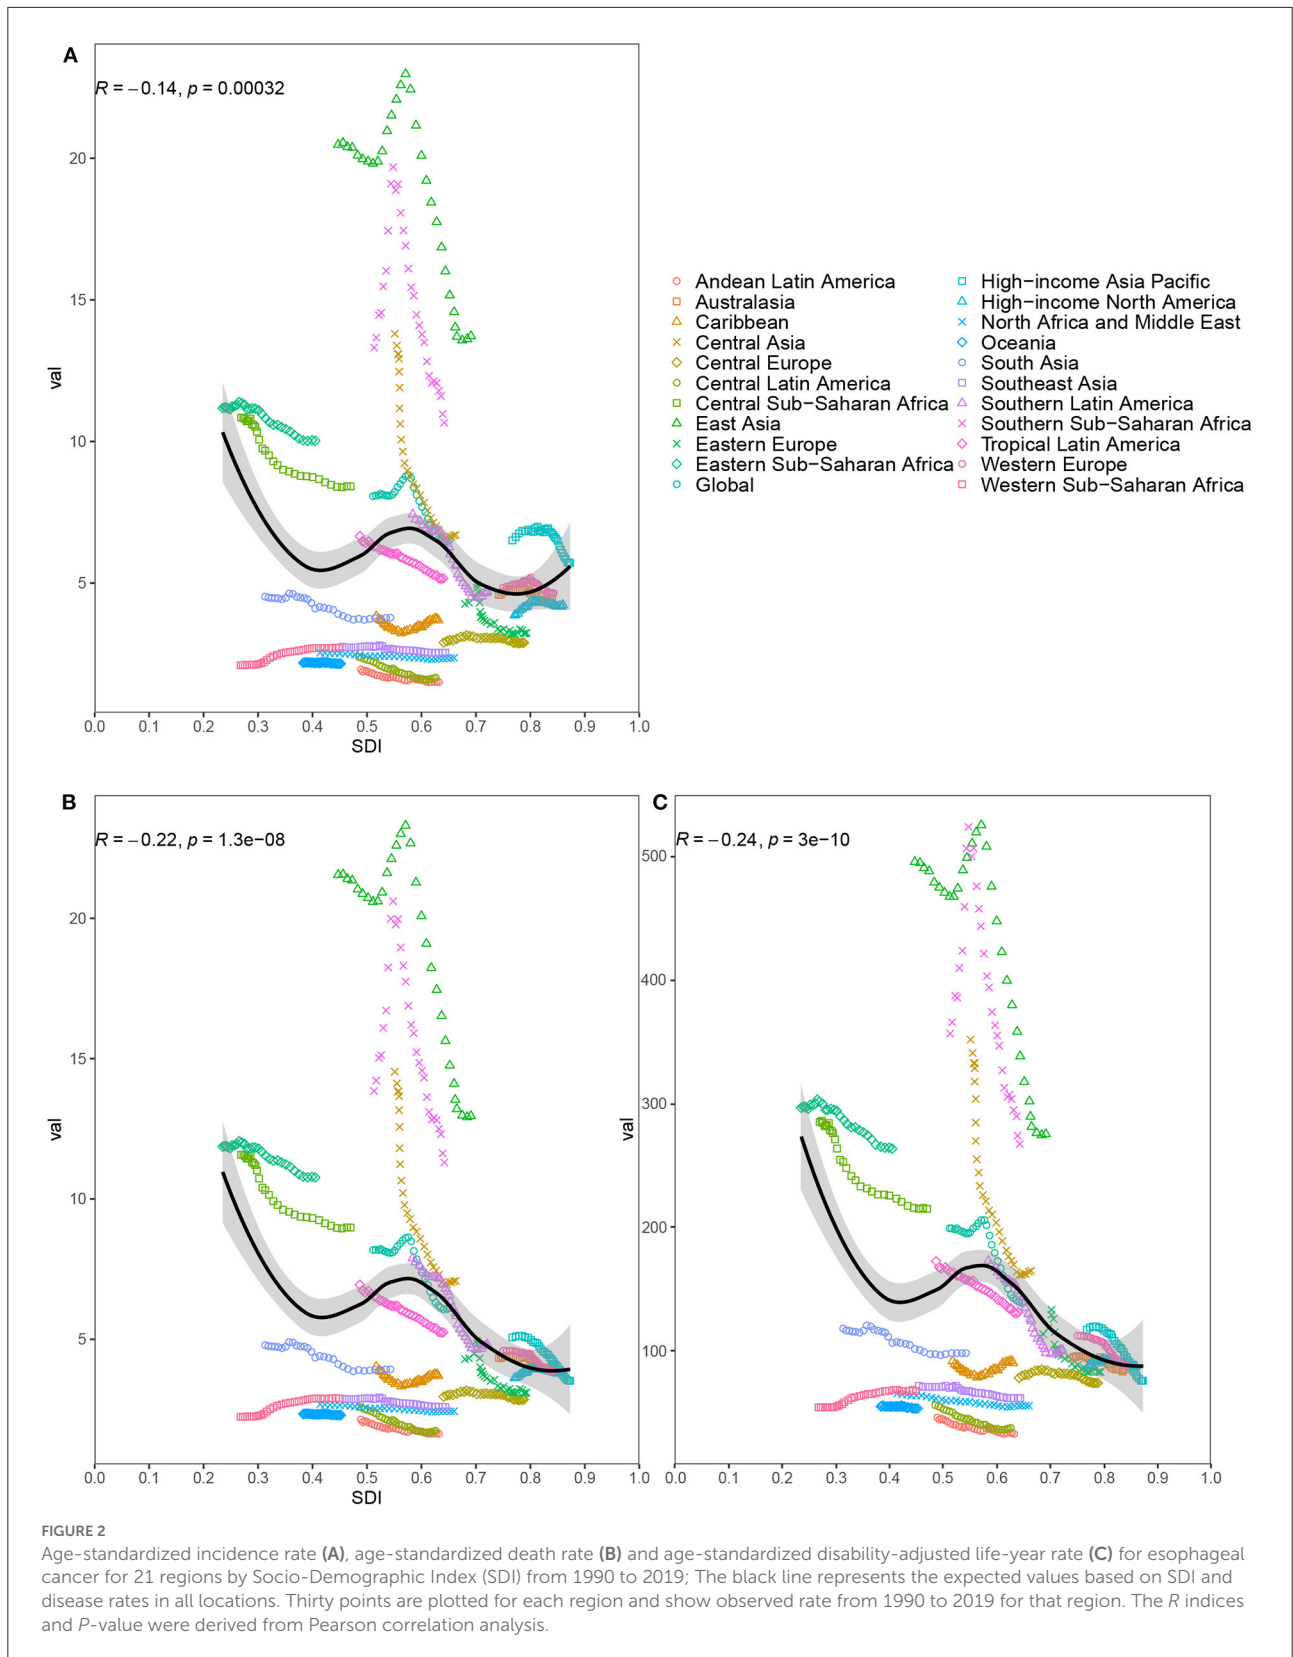 A
R = −0.14, p = 0.00032
20
15
val
10
5
0.0 0.1 0.2 0.3 0.4 0.5 0.6 0.7 0.8 0.9 1.0
SDI
Andean Latin America
Australasia
Caribbean
Central Asia
Central Europe
Central Latin America
Central Sub−Saharan Africa
East Asia
Eastern Europe
Eastern Sub−Saharan Africa
Global
High−income Asia Pacific
High−income North America
North Africa and Middle East
Oceania
South Asia
Southeast Asia
Southern Latin America
Southern Sub−Saharan Africa
Tropical Latin America
Western Europe
Western Sub−Saharan Africa
B
R = −0.22, p = 1.3e−08
20
15
val
10
5
0.0 0.1 0.2 0.3 0.4 0.5 0.6 0.7 0.8 0.9 1.0
SDI
C
R = −0.24, p = 3e−10
500
400
300
val
200
100
0.0 0.1 0.2 0.3 0.4 0.5 0.6 0.7 0.8 0.9 1.0
FIGURE 2
Age-standardized incidence rate (A), age-standardized death rate (B) and age-standardized disability-adjusted life-year rate (C) for esophageal
cancer for 21 regions by Socio-Demographic Index (SDI) from 1990 to 2019; The black line represents the expected values based on SDI and
disease rates in all locations. Thirty points are plotted for each region and show observed rate from 1990 to 2019 for that region. The R indices
and P-value were derived from Pearson correlation analysis.